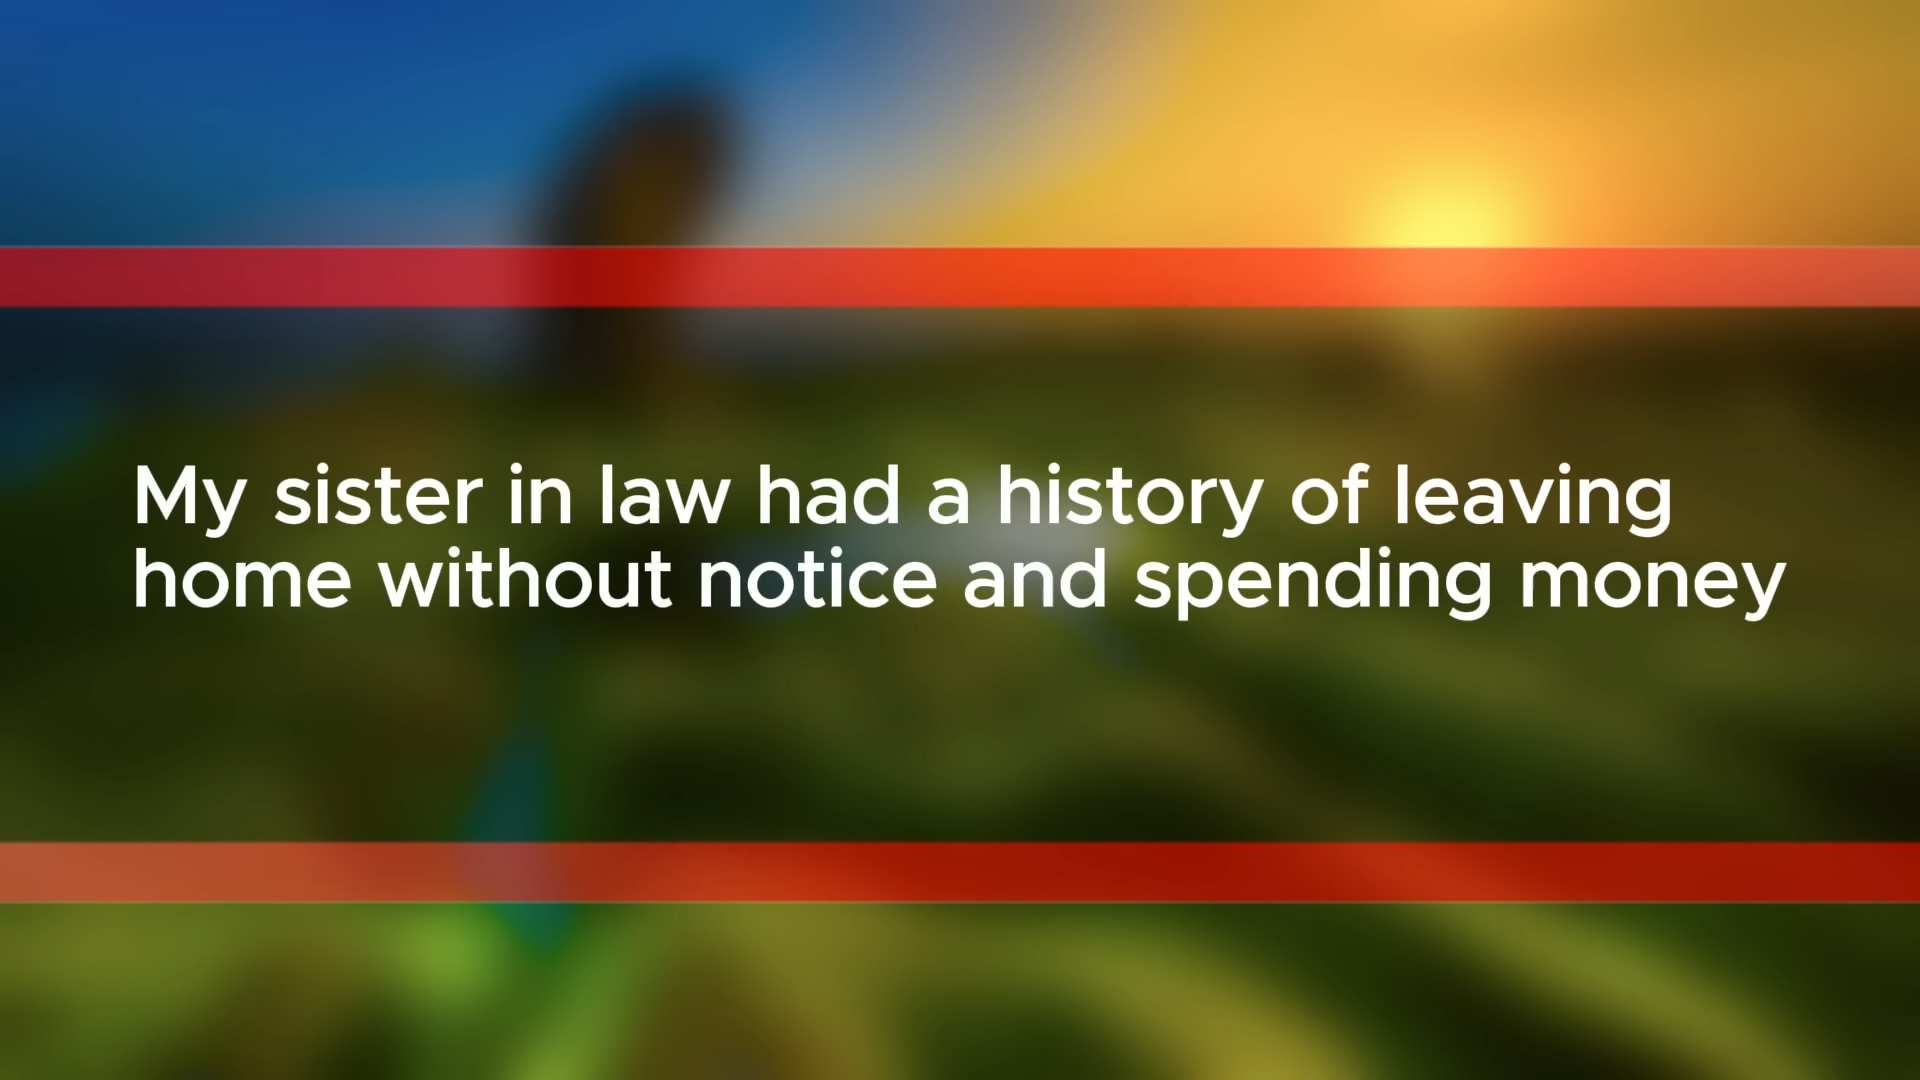 My sister in law had a history of leaving
home without notice and spending money